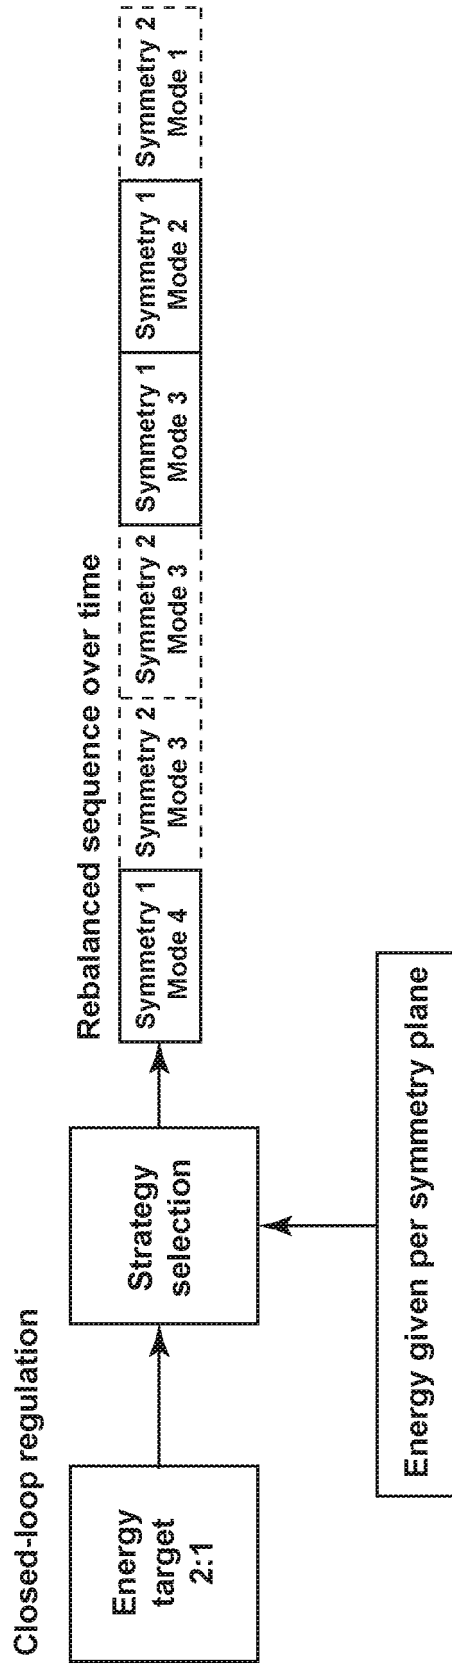 Closed-loop regulation
Energy
target
2:1
Strategy
selection
Energy given per symmetry plane
Rebalanced sequence over time
Symmetry 1
Mode 4
Symmetry 2
Mode 3
Symmetry 2
Mode 3
Symmetry 1
Mode 3
Symmetry 1
Mode 2
Symmetry 2
Mode 1